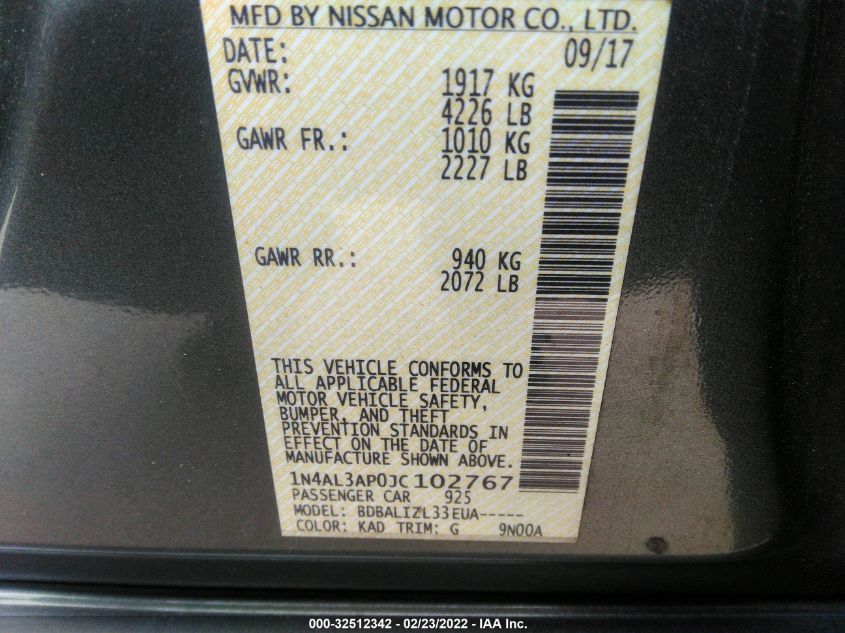 MFD BY NISSAN MOTOR CO., LTD.
DATE: 09/17
GVWR: 1917 KG
4226 LB
GAWR FR.: 1010 KG
2227 LB
GAWR RR.: 940 KG
2072 LB
THIS VEHICLE CONFORMS TO
ALL APPLICABLE FEDERAL
MOTOR VEHICLE SAFETY,
BUMPER, AND THEFT
PREVENTION STANDARDS IN
EFFECT ON THE DATE OF
MANUFACTURE SHOWN ABOVE.
1N4AL3AP0JC102767
PASSENGER CAR 925
MODEL: BDBALIZL33EUA-----
COLOR: KAD TRIM: G 9N00A
000-32512342 - 02/23/2022 - IAA Inc.